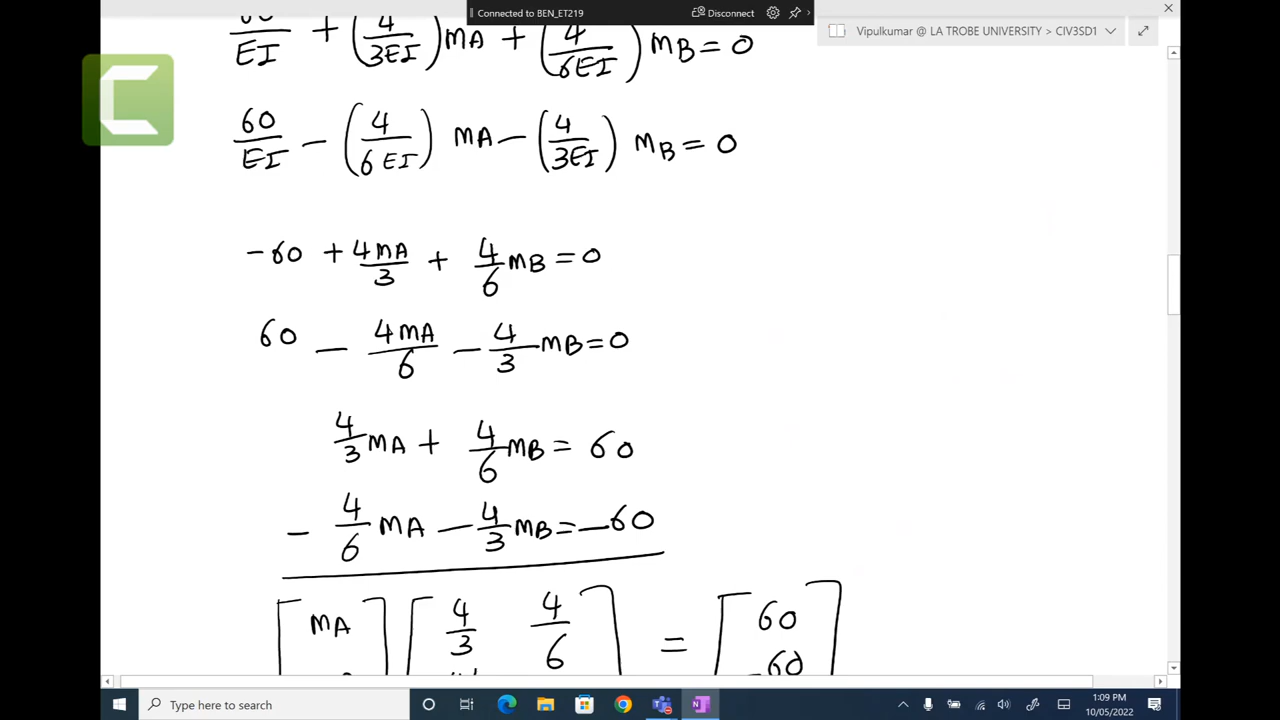 Connected to BEN_ET219 Disconnect
Vipulkumar @ LA TROBE UNIVERSITY > CIV3SD1
60/EI + (4/3EI) MA + (4/6EI) MB = 0
60/EI - (4/6EI) MA - (4/3EI) MB = 0
-60 + 4MA/3 + 4/6 MB = 0
60 - 4MA/6 - 4/3 MB = 0
4/3 MA + 4/6 MB = 60
- 4/6 MA - 4/3 MB = -60
[MA] [4/3 4/6] = [60
-60]
Type here to search
1:09 PM
10/05/2022